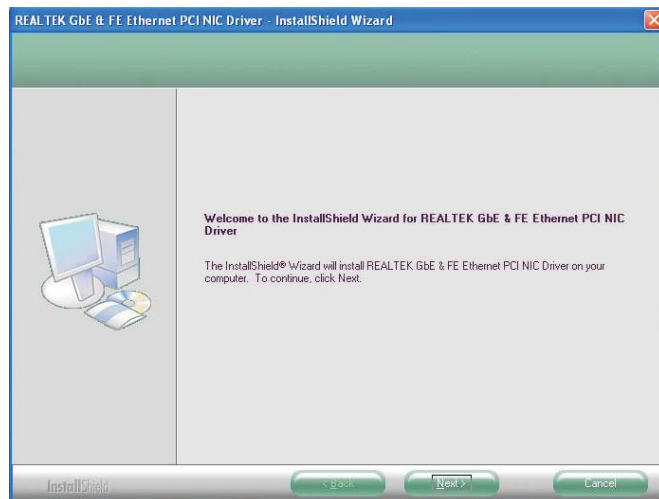 REALTEK GbE & FE Ethernet PCI NIC Driver - InstallShield Wizard
Welcome to the InstallShield Wizard for REALTEK GbE & FE Ethernet PCI NIC
Driver
The InstallShield® Wizard will install REALTEK GbE & FE Ethernet PCI NIC Driver on your
computer. To continue, click Next.
InstallShield
< Back
Next >
Cancel